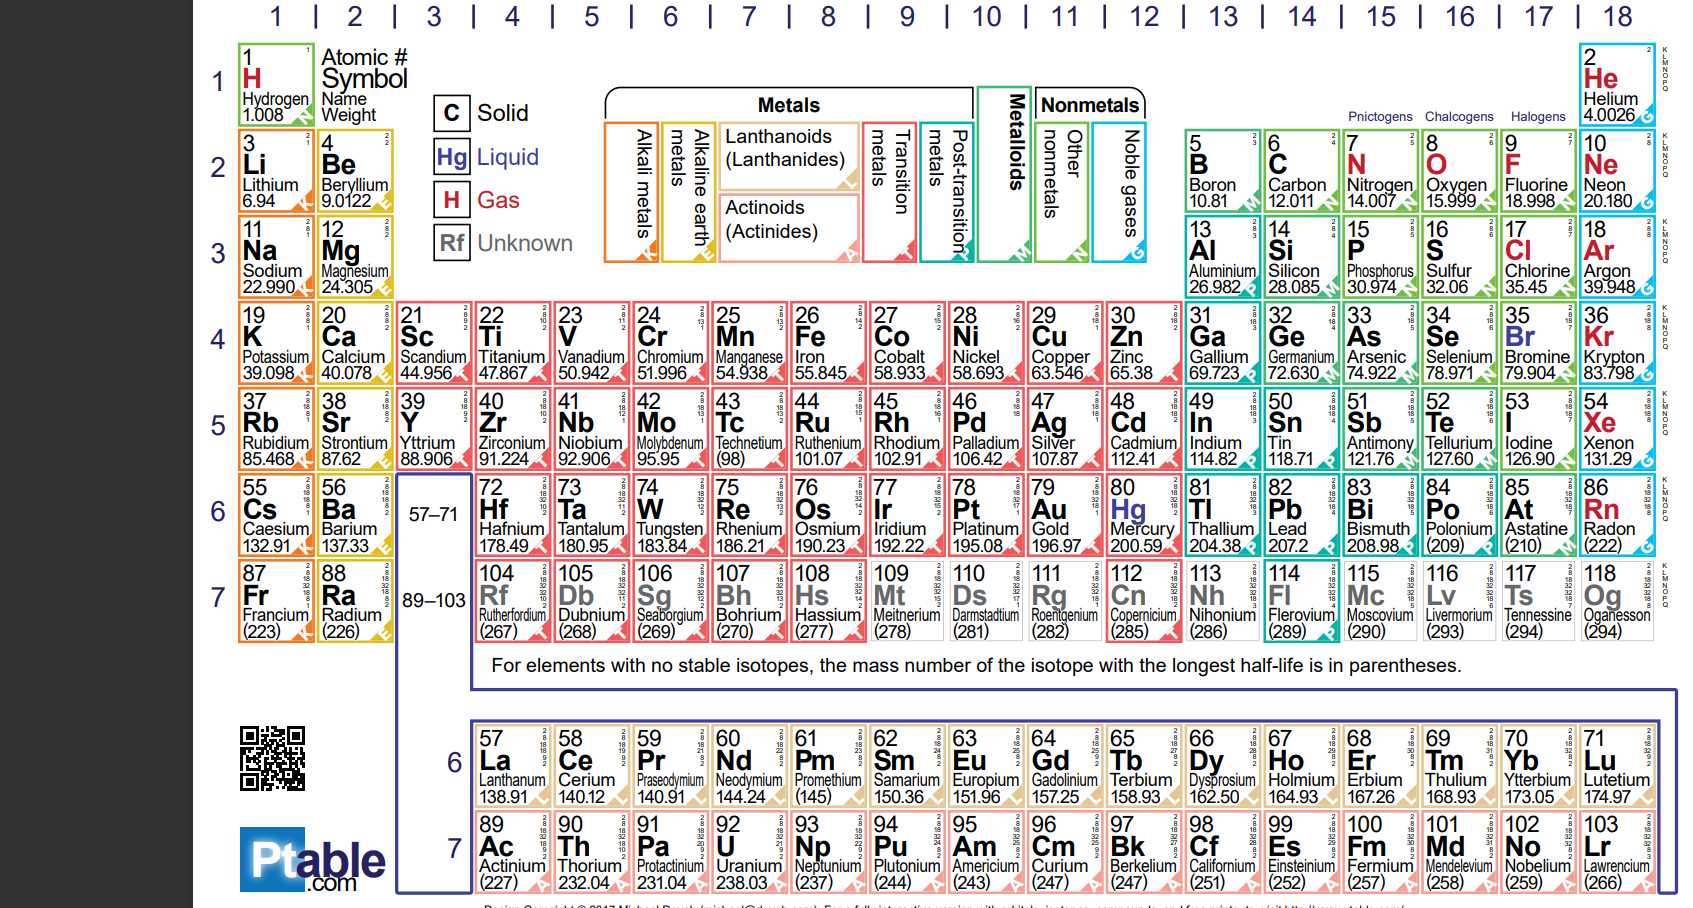 1 2 3 4 5 6 7 8 9 10 11 12 13 14 15 16 17 18
1
1
H
Hydrogen
1.008
N
Atomic #
Symbol
Name
Weight
C Solid
Hg Liquid
H Gas
Rf Unknown
Metals
Metalloids
Nonmetals
Alkali metals
Alkaline earth metals
Lanthanoids
(Lanthanides)
Actinoids
(Actinides)
Transition metals
Post-transition metals
Other nonmetals
Noble gases
Pnictogens Chalcogens Halogens
2
He
Helium
4.0026
2
3 4 5 6 7 8 9 10
Li Be B C N O F Ne
Lithium Beryllium Boron Carbon Nitrogen Oxygen Fluorine Neon
6.94 9.0122 10.81 12.011 14.007 15.999 18.998 20.180
3
11 12 13 14 15 16 17 18
Na Mg Al Si P S Cl Ar
Sodium Magnesium Aluminium Silicon Phosphorus Sulfur Chlorine Argon
22.990 24.305 26.982 28.085 30.974 32.06 35.45 39.948
4
19 20 21 22 23 24 25 26 27 28 29 30 31 32 33 34 35 36
K Ca Sc Ti V Cr Mn Fe Co Ni Cu Zn Ga Ge As Se Br Kr
Potassium Calcium Scandium Titanium Vanadium Chromium Manganese Iron Cobalt Nickel Copper Zinc Gallium Germanium Arsenic Selenium Bromine Krypton
39.098 40.078 44.956 47.867 50.942 51.996 54.938 55.845 58.933 58.693 63.546 65.38 69.723 72.630 74.922 78.971 79.904 83.798
5
37 38 39 40 41 42 43 44 45 46 47 48 49 50 51 52 53 54
Rb Sr Y Zr Nb Mo Tc Ru Rh Pd Ag Cd In Sn Sb Te I Xe
Rubidium Strontium Yttrium Zirconium Niobium Molybdenum Technetium Ruthenium Rhodium Palladium Silver Cadmium Indium Tin Antimony Tellurium Iodine Xenon
85.468 87.62 88.906 91.224 92.906 95.95 (98) 101.07 102.91 106.42 107.87 112.41 114.82 118.71 121.76 127.60 126.90 131.29
6
55 56 57–71 72 73 74 75 76 77 78 79 80 81 82 83 84 85 86
Cs Ba Hf Ta W Re Os Ir Pt Au Hg Tl Pb Bi Po At Rn
Caesium Barium Hafnium Tantalum Tungsten Rhenium Osmium Iridium Platinum Gold Mercury Thallium Lead Bismuth Polonium Astatine Radon
132.91 137.33 178.49 180.95 183.84 186.21 190.23 192.22 195.08 196.97 200.59 204.38 207.2 208.98 (209) (210) (222)
7
87 88 89–103 104 105 106 107 108 109 110 111 112 113 114 115 116 117 118
Fr Ra Rf Db Sg Bh Hs Mt Ds Rg Cn Nh Fl Mc Lv Ts Og
Francium Radium Rutherfordium Dubnium Seaborgium Bohrium Hassium Meitnerium Darmstadtium Roentgenium Copernicium Nihonium Flerovium Moscovium Livermorium Tennessine Oganesson
(223) (226) (267) (268) (269) (270) (277) (278) (281) (282) (285) (286) (289) (290) (293) (294) (294)
For elements with no stable isotopes, the mass number of the isotope with the longest half-life is in parentheses.
6
57 58 59 60 61 62 63 64 65 66 67 68 69 70 71
La Ce Pr Nd Pm Sm Eu Gd Tb Dy Ho Er Tm Yb Lu
Lanthanum Cerium Praseodymium Neodymium Promethium Samarium Europium Gadolinium Terbium Dysprosium Holmium Erbium Thulium Ytterbium Lutetium
138.91 140.12 140.91 144.24 (145) 150.36 151.96 157.25 158.93 162.50 164.93 167.26 168.93 173.05 174.97
7
89 90 91 92 93 94 95 96 97 98 99 100 101 102 103
Ac Th Pa U Np Pu Am Cm Bk Cf Es Fm Md No Lr
Actinium Thorium Protactinium Uranium Neptunium Plutonium Americium Curium Berkelium Californium Einsteinium Fermium Mendelevium Nobelium Lawrencium
(227) 232.04 231.04 238.03 (237) (244) (243) (247) (247) (251) (252) (257) (258) (259) (266)
Ptable
.com